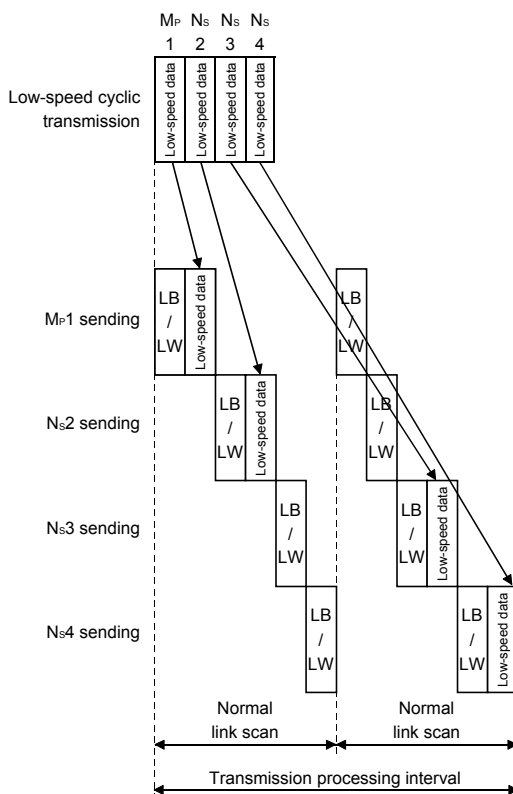 MP NS NS NS
1 2 3 4
Low-speed cyclic
transmission
Low-speed data
Low-speed data
Low-speed data
Low-speed data
MP1 sending
LB
/
LW
Low-speed data
LB
/
LW
NS2 sending
LB
/
LW
Low-speed data
LB
/
LW
NS3 sending
LB
/
LW
LB
/
LW
Low-speed data
NS4 sending
LB
/
LW
LB
/
LW
Low-speed data
Normal
link scan
Normal
link scan
Transmission processing interval